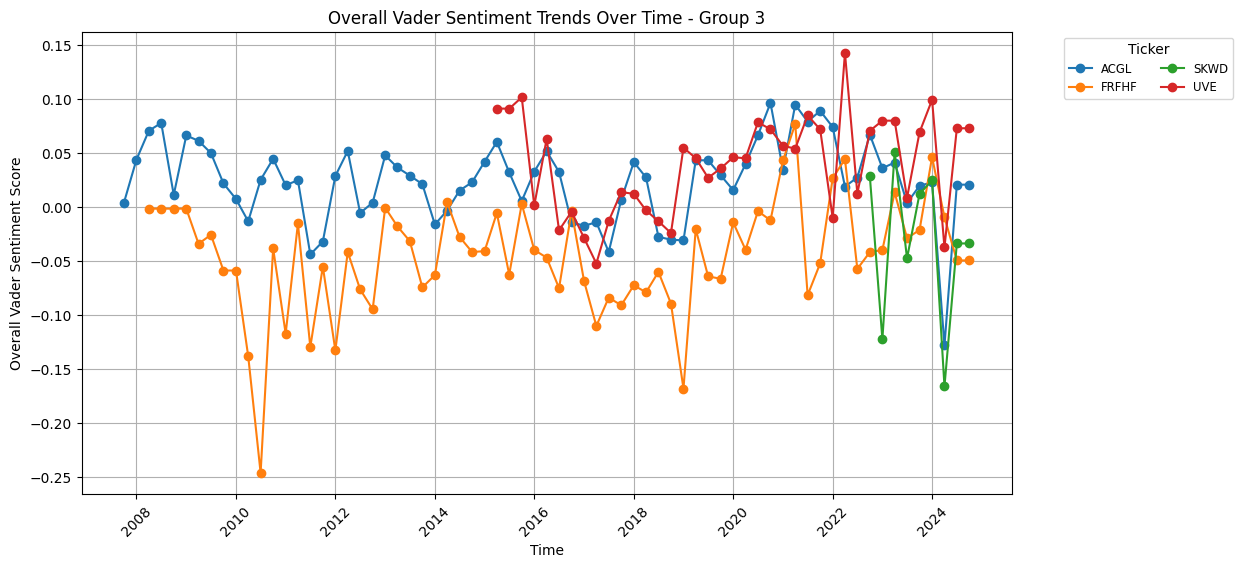 Overall Vader Sentiment Trends Over Time - Group 3
Overall Vader Sentiment Score
0.15
0.10
0.05
0.00
−0.05
−0.10
−0.15
−0.20
−0.25
2008
2010
2012
2014
2016
2018
2020
2022
2024
Time
Ticker
ACGL
FRFHF
SKWD
UVE